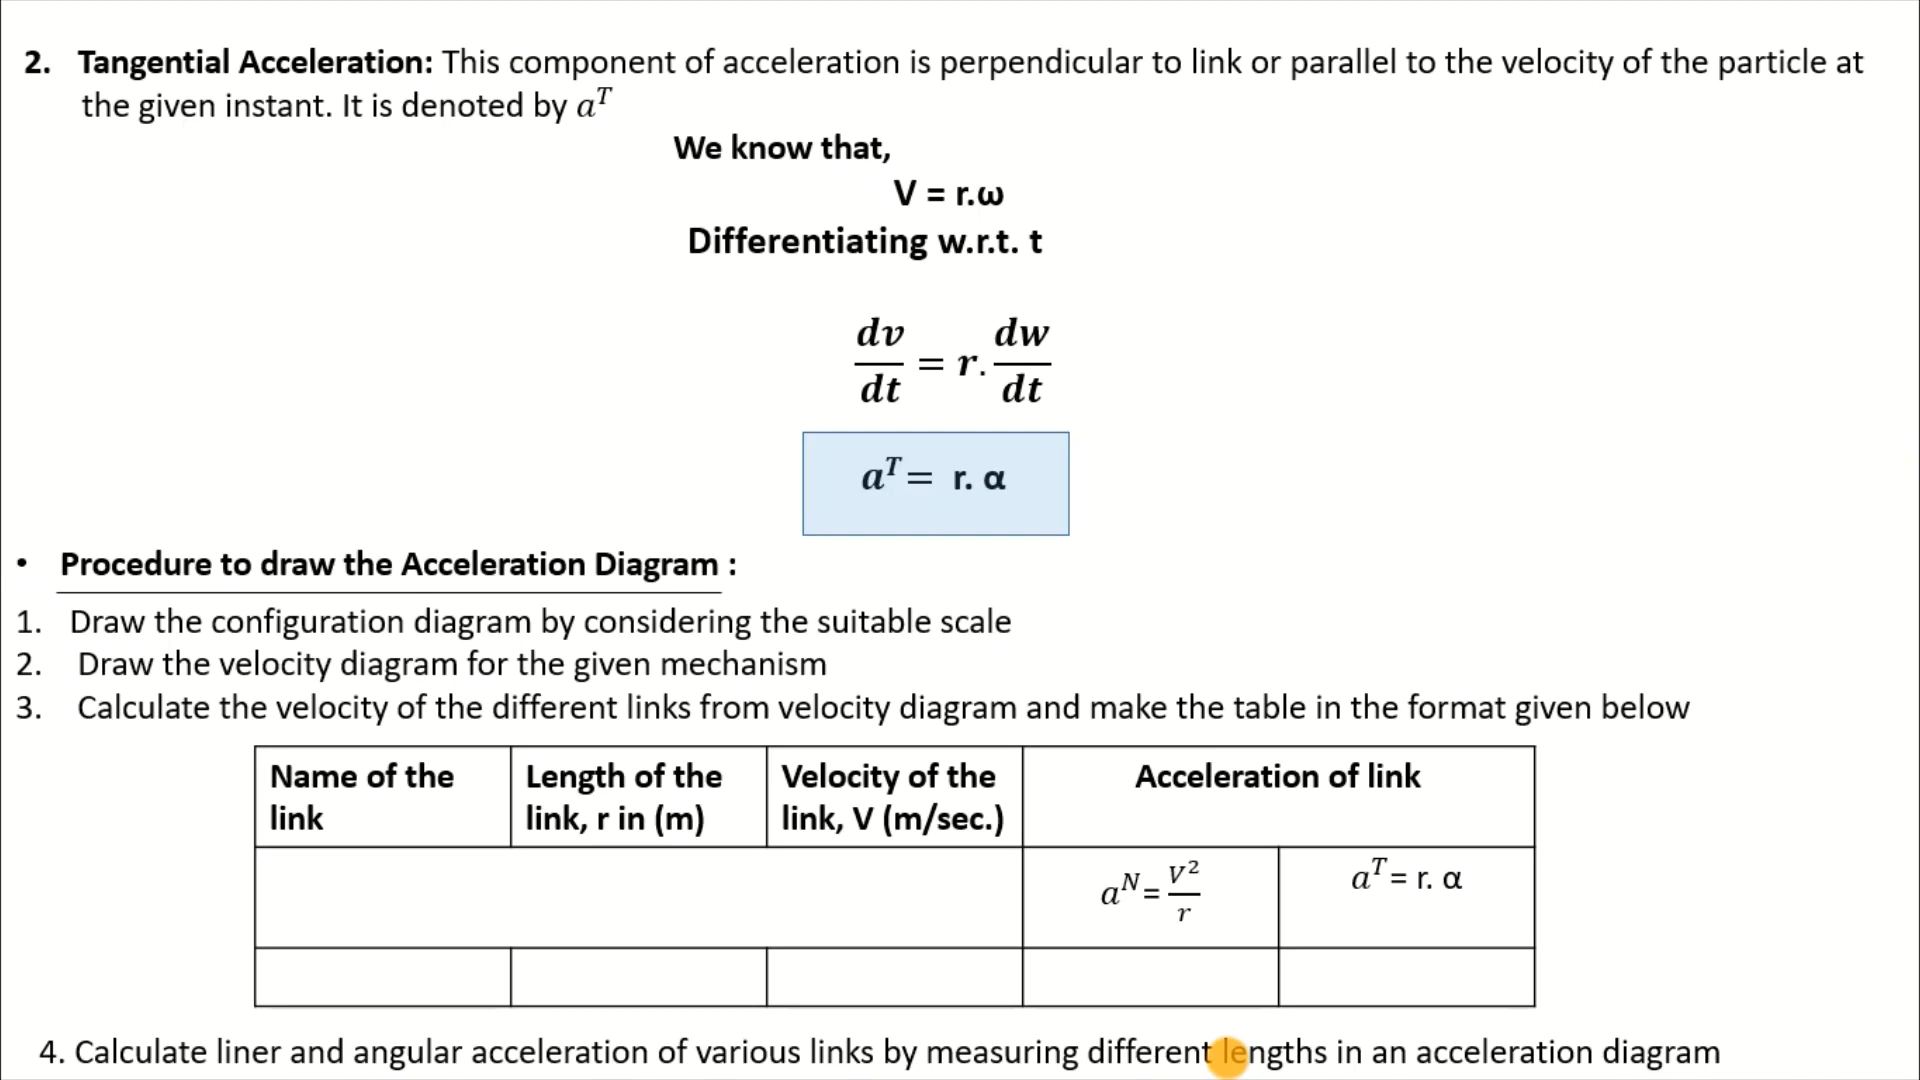 2. Tangential Acceleration: This component of acceleration is perpendicular to link or parallel to the velocity of the particle at
the given instant. It is denoted by a^T
We know that,
V = r.ω
Differentiating w.r.t. t
dv/dt = r. dw/dt
a^T = r. α
• Procedure to draw the Acceleration Diagram :
1. Draw the configuration diagram by considering the suitable scale
2. Draw the velocity diagram for the given mechanism
3. Calculate the velocity of the different links from velocity diagram and make the table in the format given below
Name of the link
Length of the link, r in (m)
Velocity of the link, V (m/sec.)
Acceleration of link
a^N = V²/r
a^T = r. α
4. Calculate liner and angular acceleration of various links by measuring different lengths in an acceleration diagram